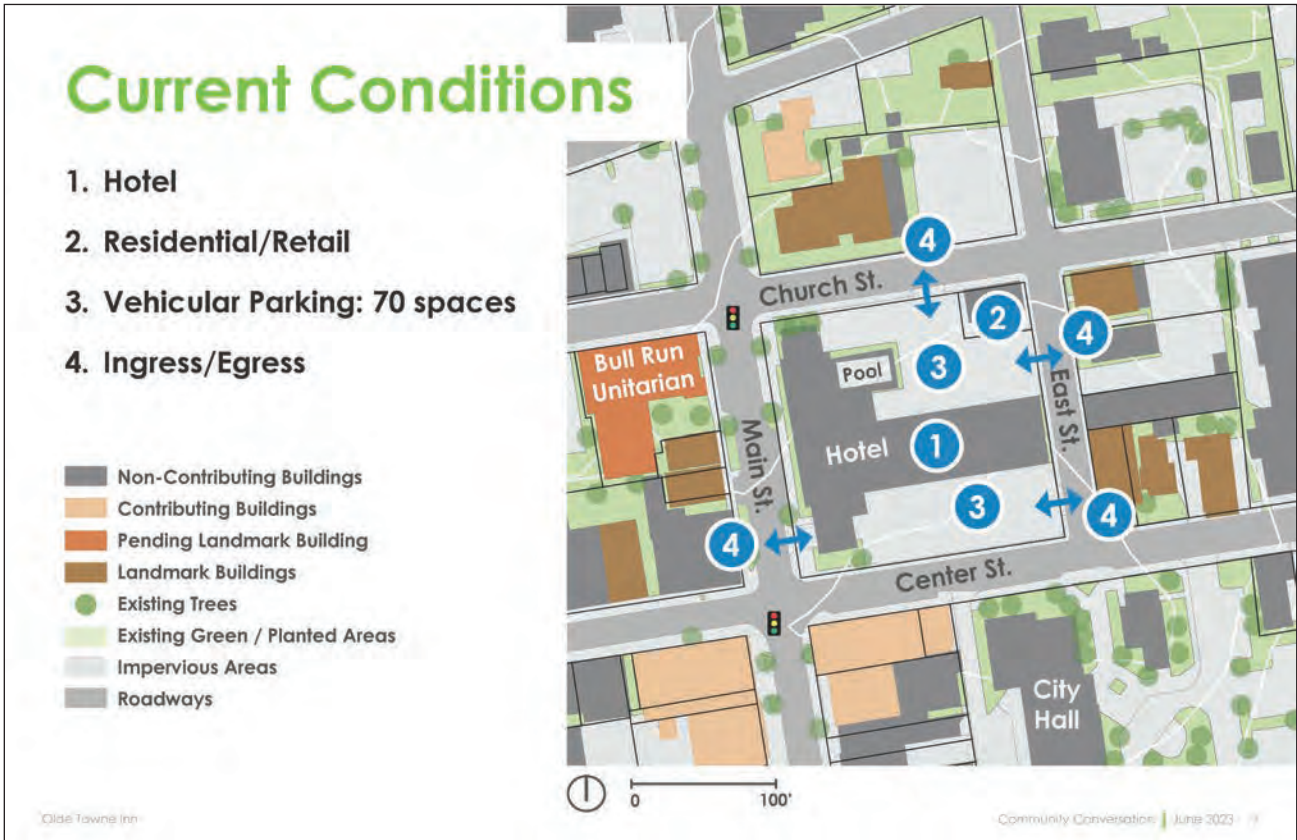 Current Conditions
1. Hotel
2. Residential/Retail
3. Vehicular Parking: 70 spaces
4. Ingress/Egress
Non-Contributing Buildings
Contributing Buildings
Pending Landmark Building
Landmark Buildings
Existing Trees
Existing Green / Planted Areas
Impervious Areas
Roadways
4
Church St.
2
4
Bull Run
Unitarian
Pool
3
East St.
Main St.
Hotel
1
3
4
4
Center St.
City
Hall
0
100'
Olde Towne Inn
Community Conversation | June 2023